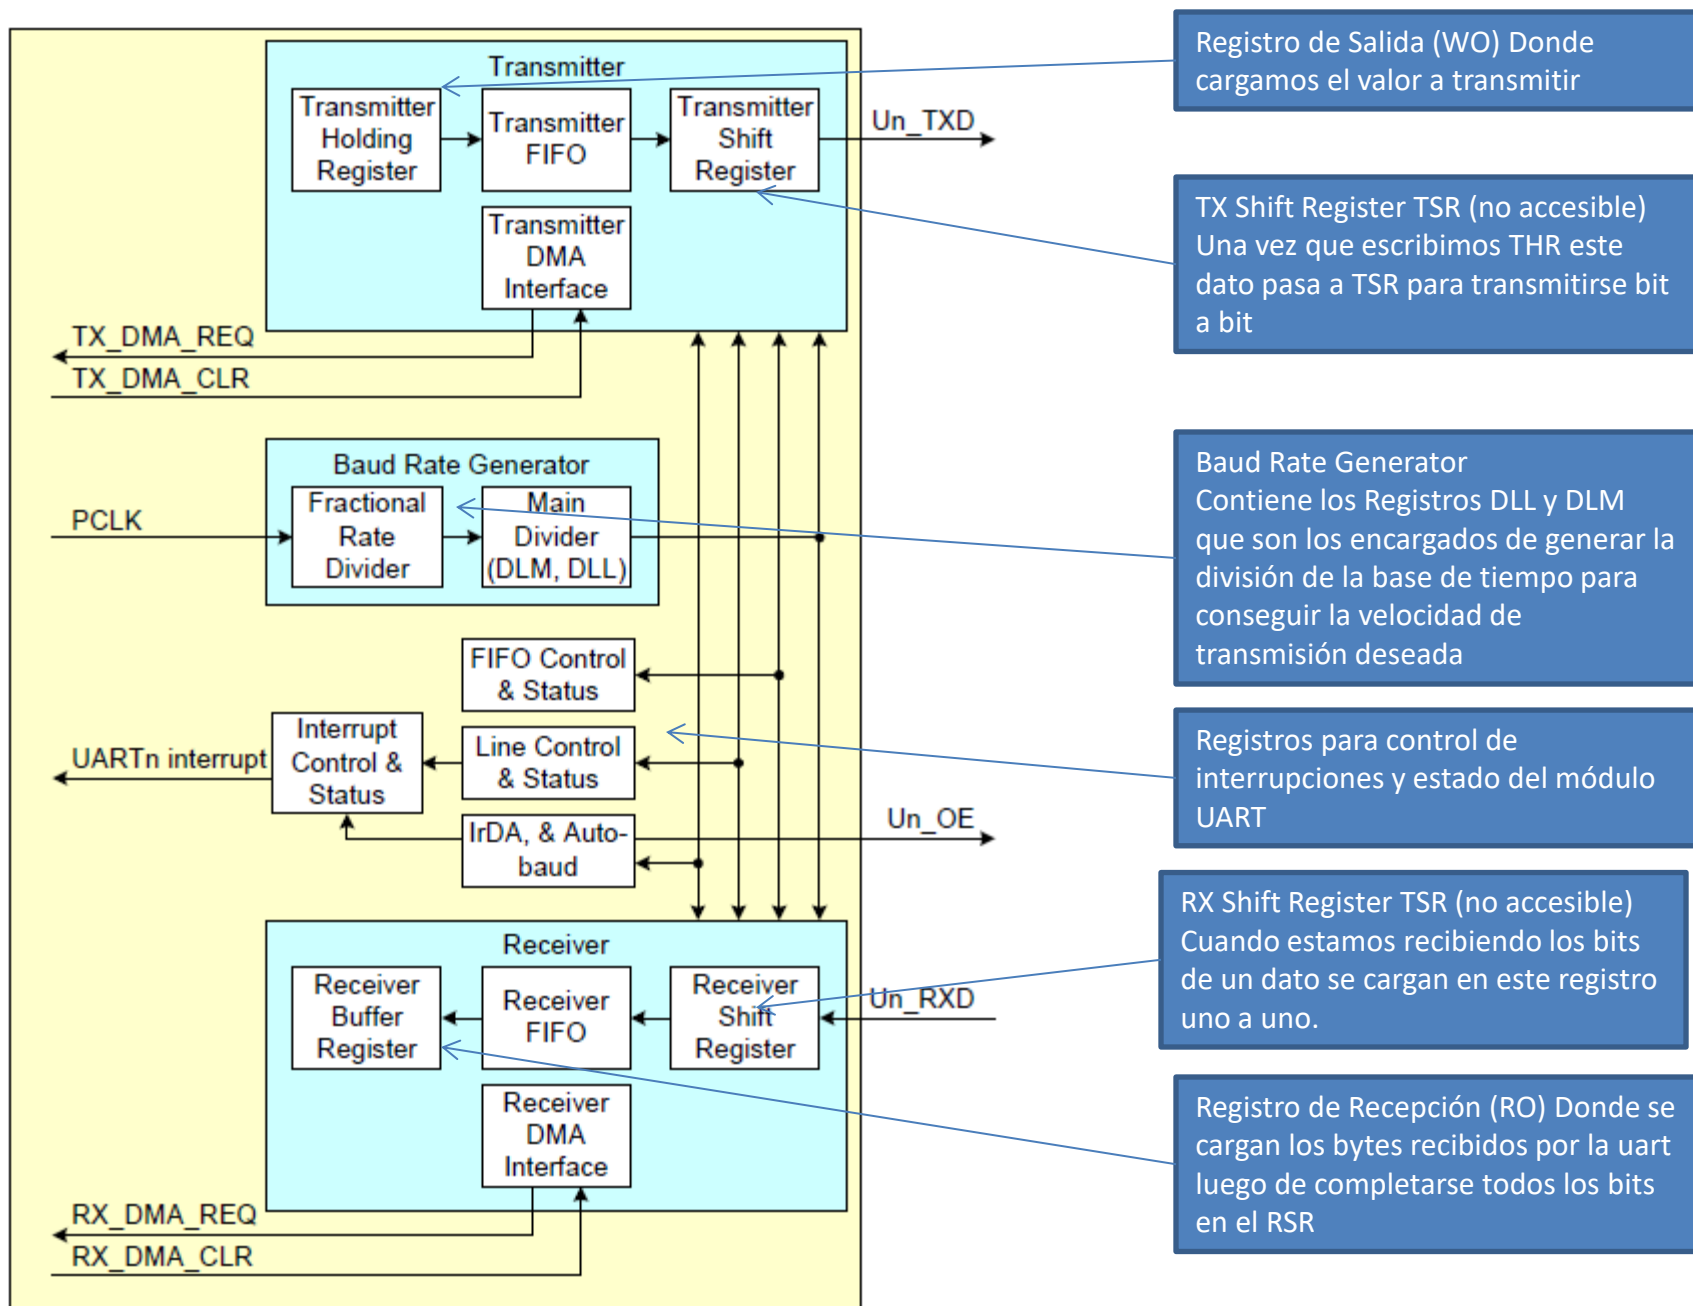 Transmitter
Transmitter
Holding
Register
Transmitter
FIFO
Transmitter
Shift
Register
Un_TXD
Transmitter
DMA
Interface
TX_DMA_REQ
TX_DMA_CLR
Baud Rate Generator
PCLK
Fractional
Rate
Divider
Main
Divider
(DLM, DLL)
FIFO Control
& Status
UARTn interrupt
Interrupt
Control &
Status
Line Control
& Status
IrDA, & Auto-
baud
Un_OE
Receiver
Receiver
Buffer
Register
Receiver
FIFO
Receiver
Shift
Register
Un_RXD
Receiver
DMA
Interface
RX_DMA_REQ
RX_DMA_CLR
Registro de Salida (WO) Donde
cargamos el valor a transmitir
TX Shift Register TSR (no accesible)
Una vez que escribimos THR este
dato pasa a TSR para transmitirse bit
a bit
Baud Rate Generator
Contiene los Registros DLL y DLM
que son los encargados de generar la
división de la base de tiempo para
conseguir la velocidad de
transmisión deseada
Registros para control de
interrupciones y estado del módulo
UART
RX Shift Register TSR (no accesible)
Cuando estamos recibiendo los bits
de un dato se cargan en este registro
uno a uno.
Registro de Recepción (RO) Donde se
cargan los bytes recibidos por la uart
luego de completarse todos los bits
en el RSR